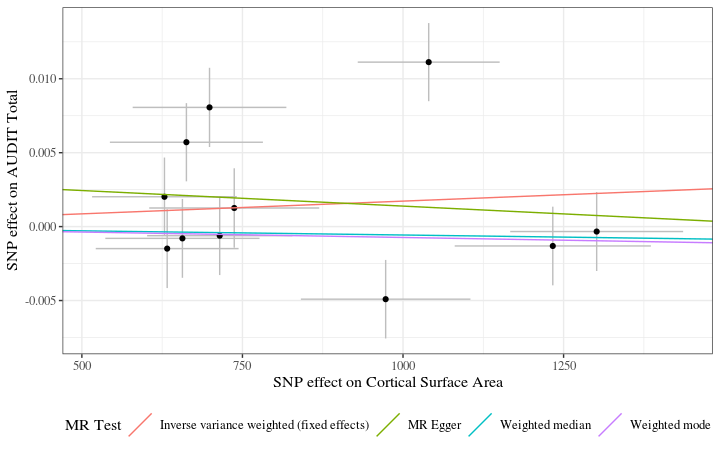 SNP effect on AUDIT Total
0.010
0.005
0.000
-0.005
500 750 1000 1250
SNP effect on Cortical Surface Area
MR Test Inverse variance weighted (fixed effects) MR Egger Weighted median Weighted mode